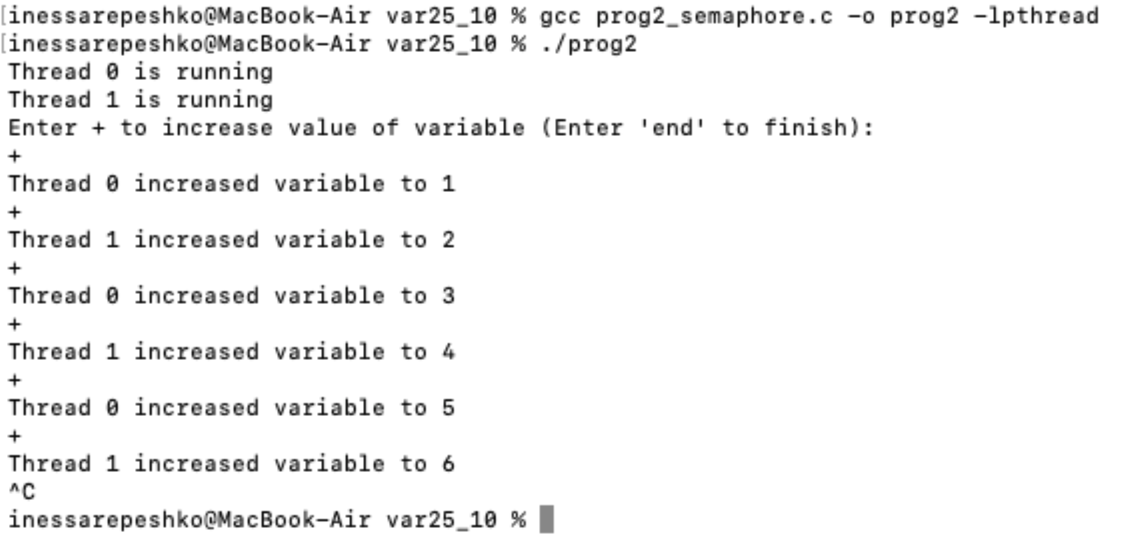 [inessarepeshko@MacBook-Air var25_10 % gcc prog2_semaphore.c -o prog2 -lpthread
[inessarepeshko@MacBook-Air var25_10 % ./prog2
Thread 0 is running
Thread 1 is running
Enter + to increase value of variable (Enter 'end' to finish):
+
Thread 0 increased variable to 1
+
Thread 1 increased variable to 2
+
Thread 0 increased variable to 3
+
Thread 1 increased variable to 4
+
Thread 0 increased variable to 5
+
Thread 1 increased variable to 6
^C
inessarepeshko@MacBook-Air var25_10 %